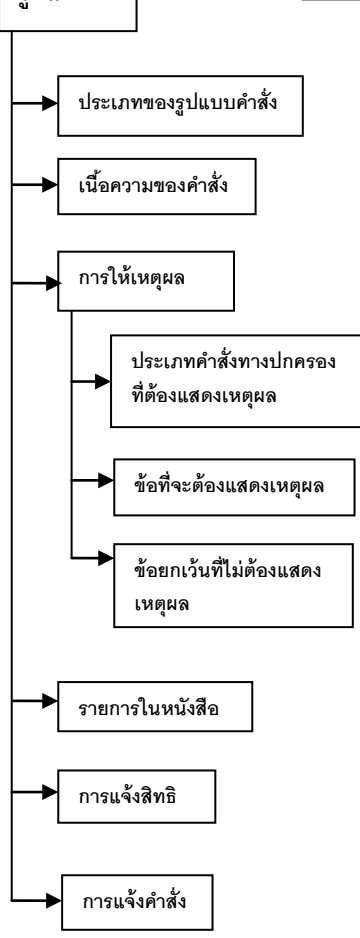 ประเภทของรูปแบบคำสั่ง
เนื้อความของคำสั่ง
การให้เหตุผล
ประเภทคำสั่งทางปกครอง
ที่ต้องแสดงเหตุผล
ข้อที่จะต้องแสดงเหตุผล
ข้อยกเว้นที่ไม่ต้องแสดง
เหตุผล
รายการในหนังสือ
การแจ้งสิทธิ
การแจ้งคำสั่ง